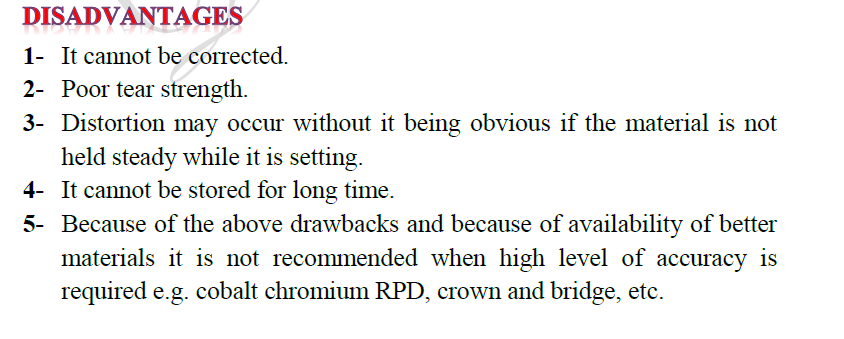 DISADVANTAGES
1- It cannot be corrected.
2- Poor tear strength.
3- Distortion may occur without it being obvious if the material is not
held steady while it is setting.
4- It cannot be stored for long time.
5- Because of the above drawbacks and because of availability of better
materials it is not recommended when high level of accuracy is
required e.g. cobalt chromium RPD, crown and bridge, etc.